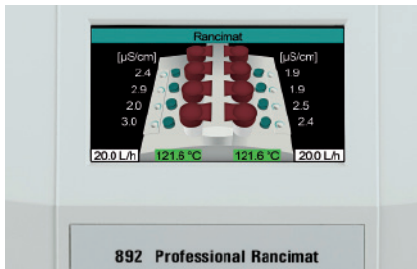 Rancimat
[µS/cm] [µS/cm]
2.4 1.9
2.9 1.9
2.0 2.5
3.0 2.4
20.0 L/h 121.6 °C 121.6 °C 20.0 L/h
892 Professional Rancimat